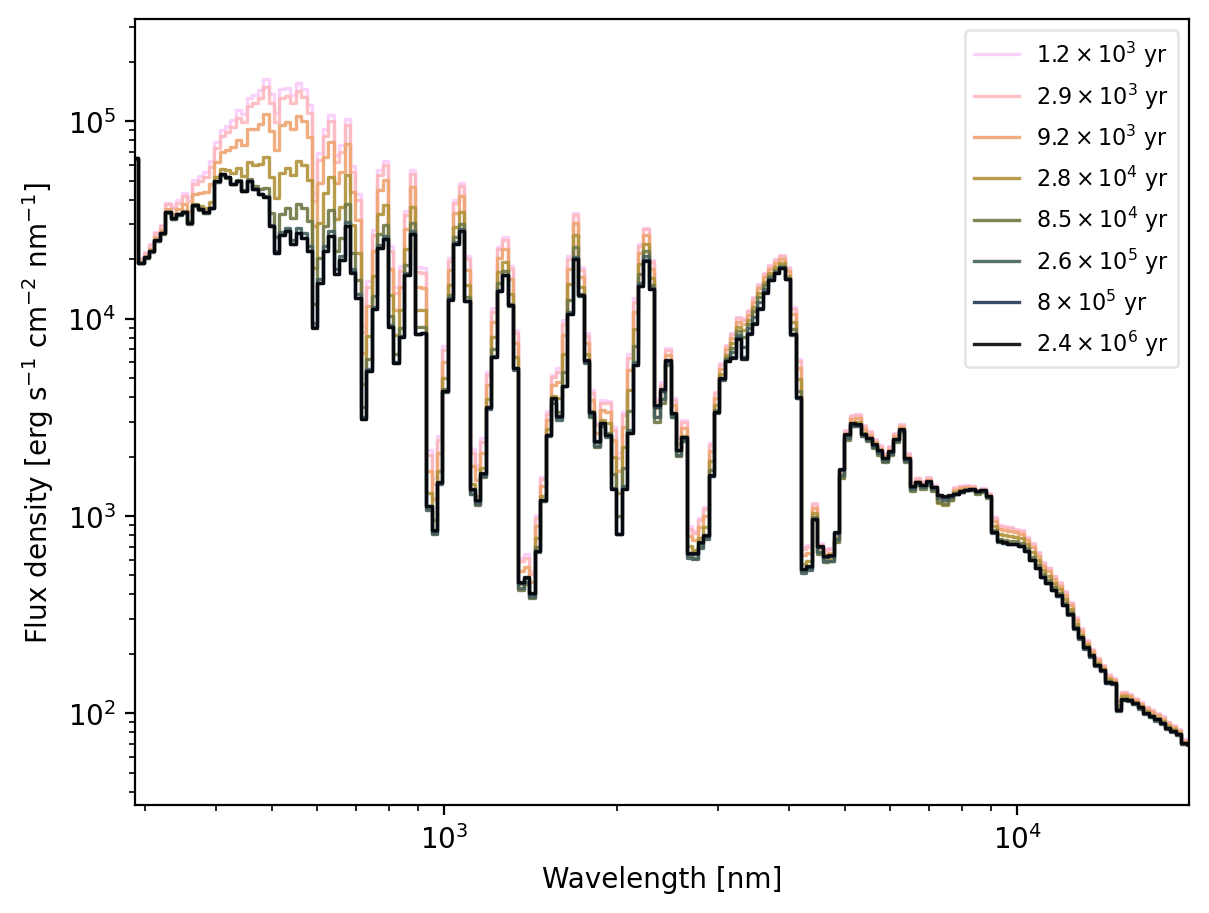 Flux density [erg s⁻¹ cm⁻² nm⁻¹]
10⁵
10⁴
10³
10²
1.2 × 10³ yr
2.9 × 10³ yr
9.2 × 10³ yr
2.8 × 10⁴ yr
8.5 × 10⁴ yr
2.6 × 10⁵ yr
8 × 10⁵ yr
2.4 × 10⁶ yr
10³
10⁴
Wavelength [nm]